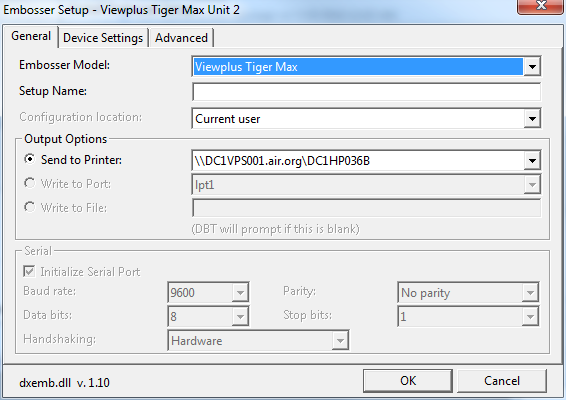 Embosser Setup - Viewplus Tiger Max Unit 2
General Device Settings Advanced
Embosser Model: Viewplus Tiger Max
Setup Name:
Configuration location: Current user
Output Options
Send to Printer: \\DC1VPS001.air.org\DC1HP036B
Write to Port: lpt1
Write to File:
(DBT will prompt if this is blank)
Serial
Initialize Serial Port
Baud rate: 9600 Parity: No parity
Data bits: 8 Stop bits: 1
Handshaking: Hardware
dxemb.dll v. 1.10 OK Cancel